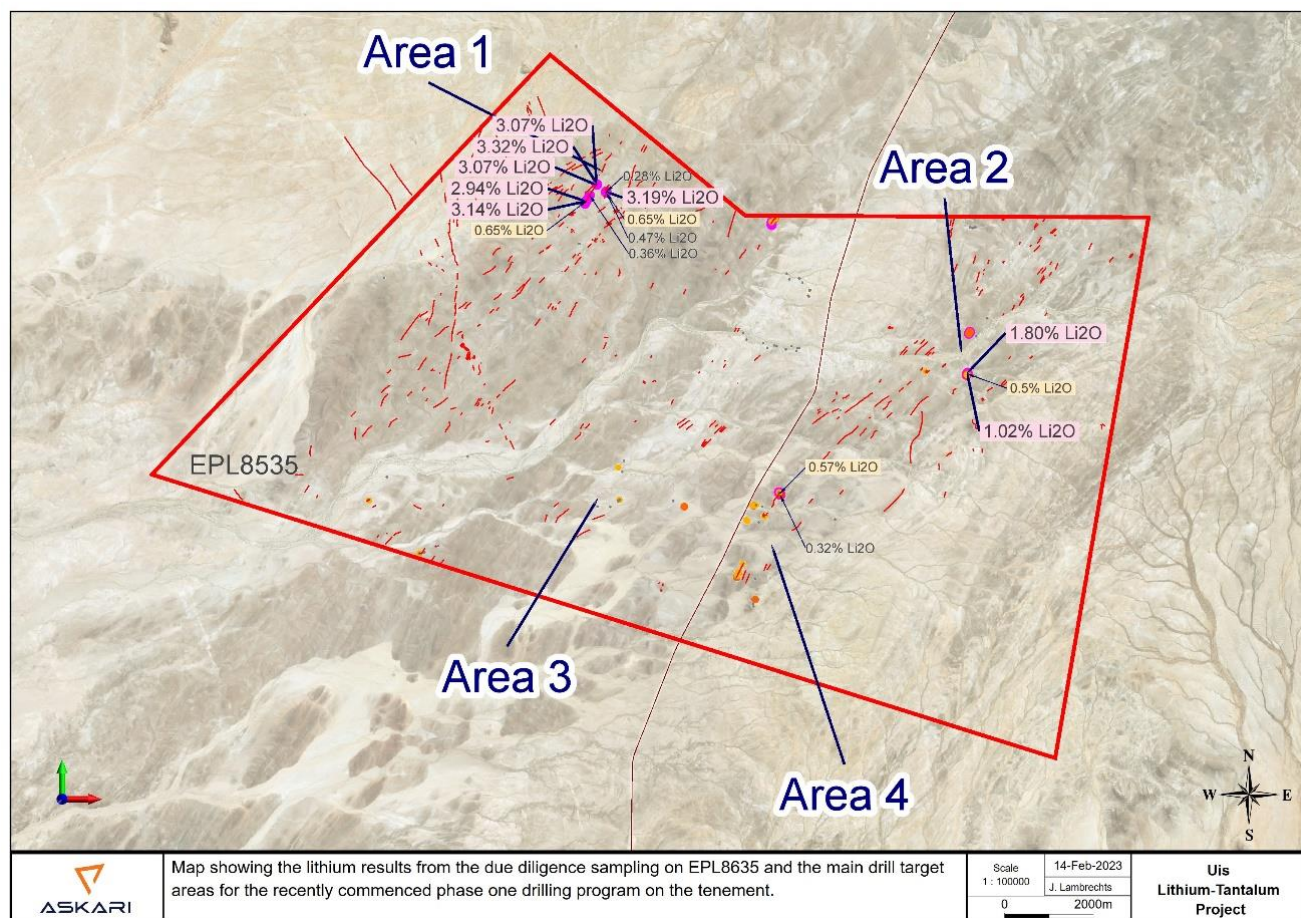 Area 1
3.07% Li2O
3.32% Li2O
3.07% Li2O
2.94% Li2O
3.14% Li2O
0.65% Li2O
0.28% Li2O
3.19% Li2O
0.65% Li2O
0.47% Li2O
0.36% Li2O
Area 2
1.80% Li2O
0.5% Li2O
1.02% Li2O
EPL8535
0.57% Li2O
0.32% Li2O
Area 3
Area 4
N
W E
S
ASKARI
Map showing the lithium results from the due diligence sampling on EPL8635 and the main drill target
areas for the recently commenced phase one drilling program on the tenement.
Scale
1 : 100000
14-Feb-2023
J. Lambrechts
0 2000m
Uis
Lithium-Tantalum
Project